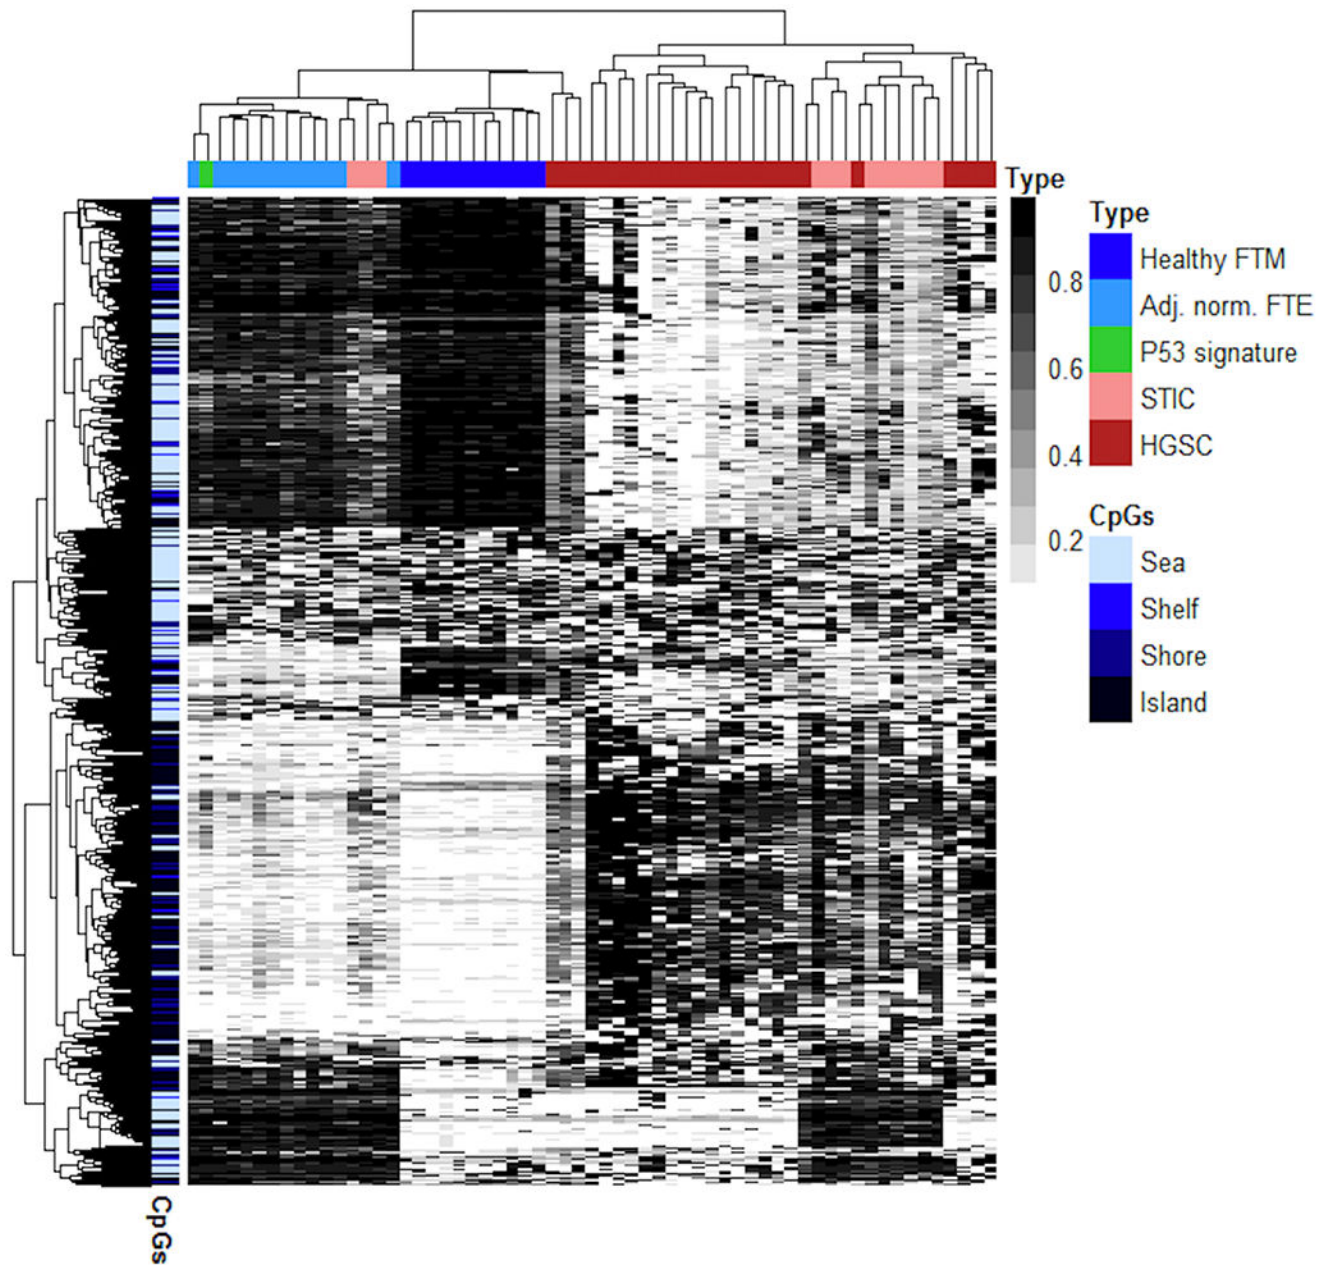 Type
0.8
0.6
0.4
0.2
Type
Healthy FTM
Adj. norm. FTE
P53 signature
STIC
HGSC
CpGs
Sea
Shelf
Shore
Island
CpGs